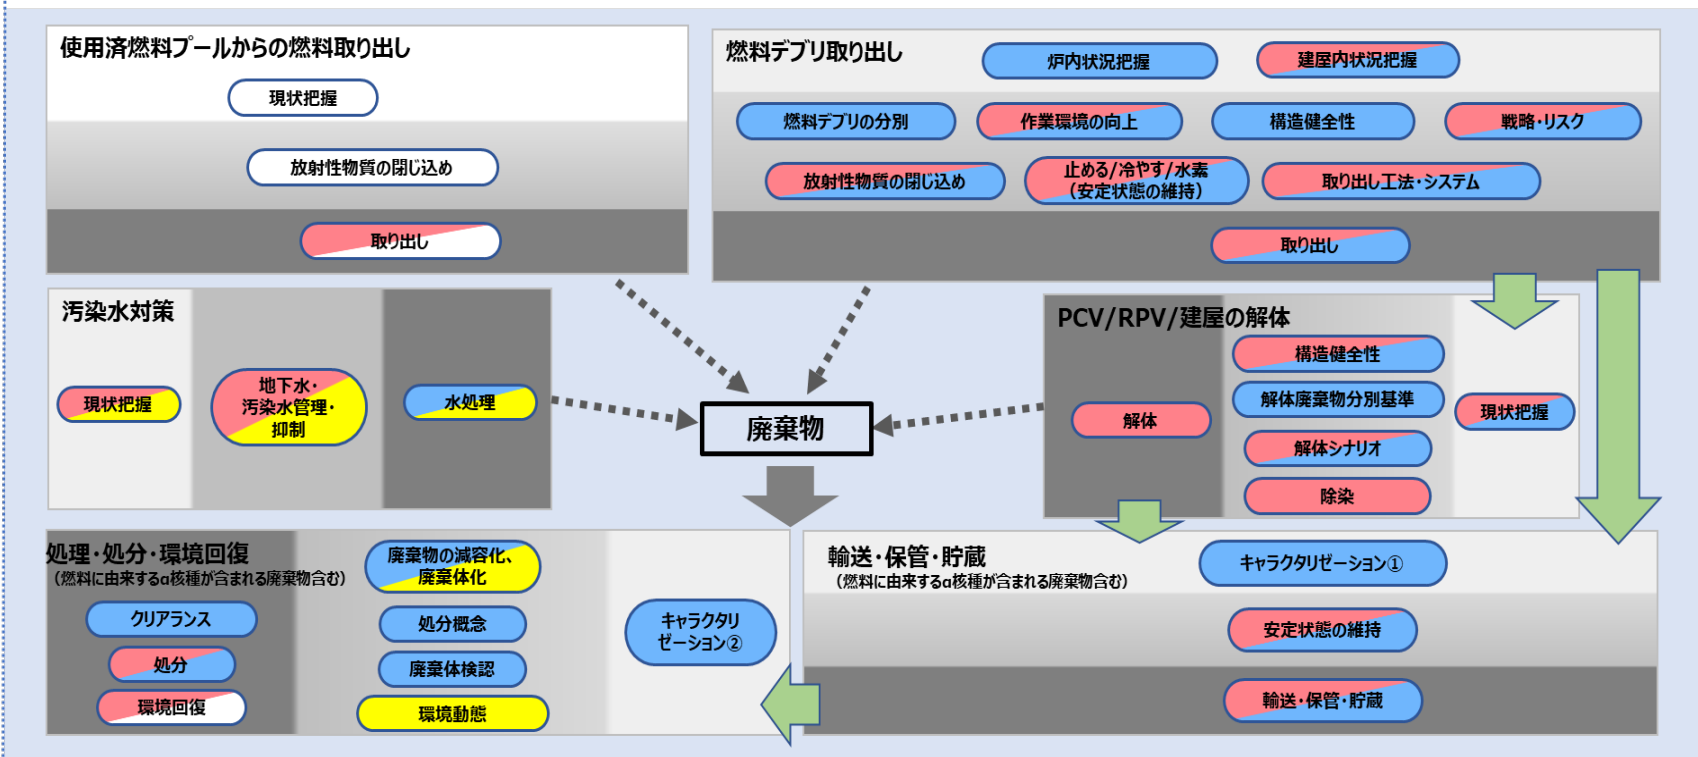 使用済燃料プールからの燃料取り出し
現状把握
放射性物質の閉じ込め
取り出し
燃料デブリ取り出し
炉内状況把握
建屋内状況把握
燃料デブリの分別
作業環境の向上
構造健全性
戦略・リスク
放射性物質の閉じ込め
止める/冷やす/水素
（安定状態の維持）
取り出し工法・システム
取り出し
汚染水対策
現状把握
地下水・
汚染水管理・
抑制
水処理
廃棄物
PCV/RPV/建屋の解体
解体
構造健全性
解体廃棄物分別基準
解体シナリオ
除染
現状把握
処理・処分・環境回復
（燃料に由来するα核種が含まれる廃棄物含む）
クリアランス
処分
環境回復
廃棄物の減容化、
廃棄体化
処分概念
廃棄体検認
環境動態
キャラクタリ
ゼーション②
輸送・保管・貯蔵
（燃料に由来するα核種が含まれる廃棄物含む）
キャラクタリゼーション①
安定状態の維持
輸送・保管・貯蔵